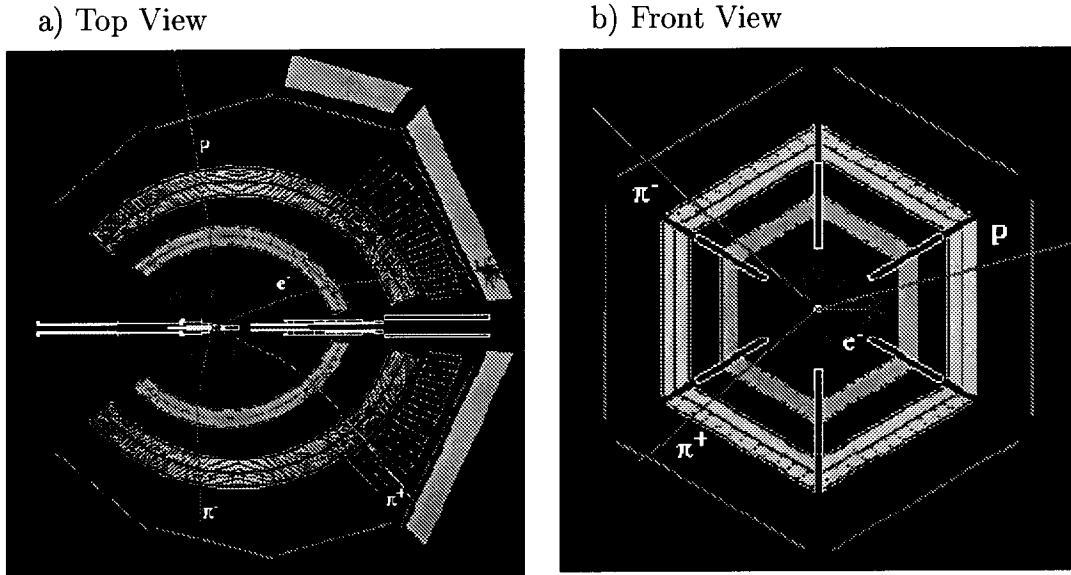 a) Top View
b) Front View
p
e-
π-
π+
π-
p
e-
π+